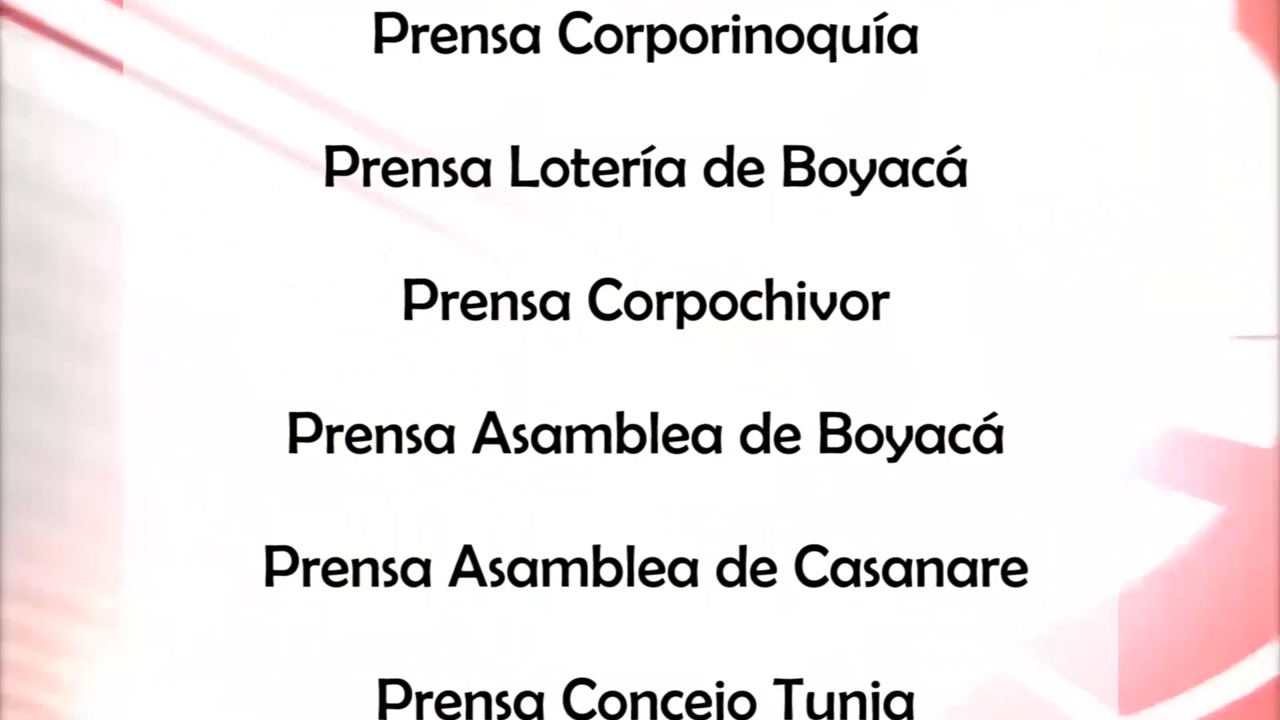 Prensa Corporinoquía
Prensa Lotería de Boyacá
Prensa Corpochivor
Prensa Asamblea de Boyacá
Prensa Asamblea de Casanare
Prensa Concejo Tunja